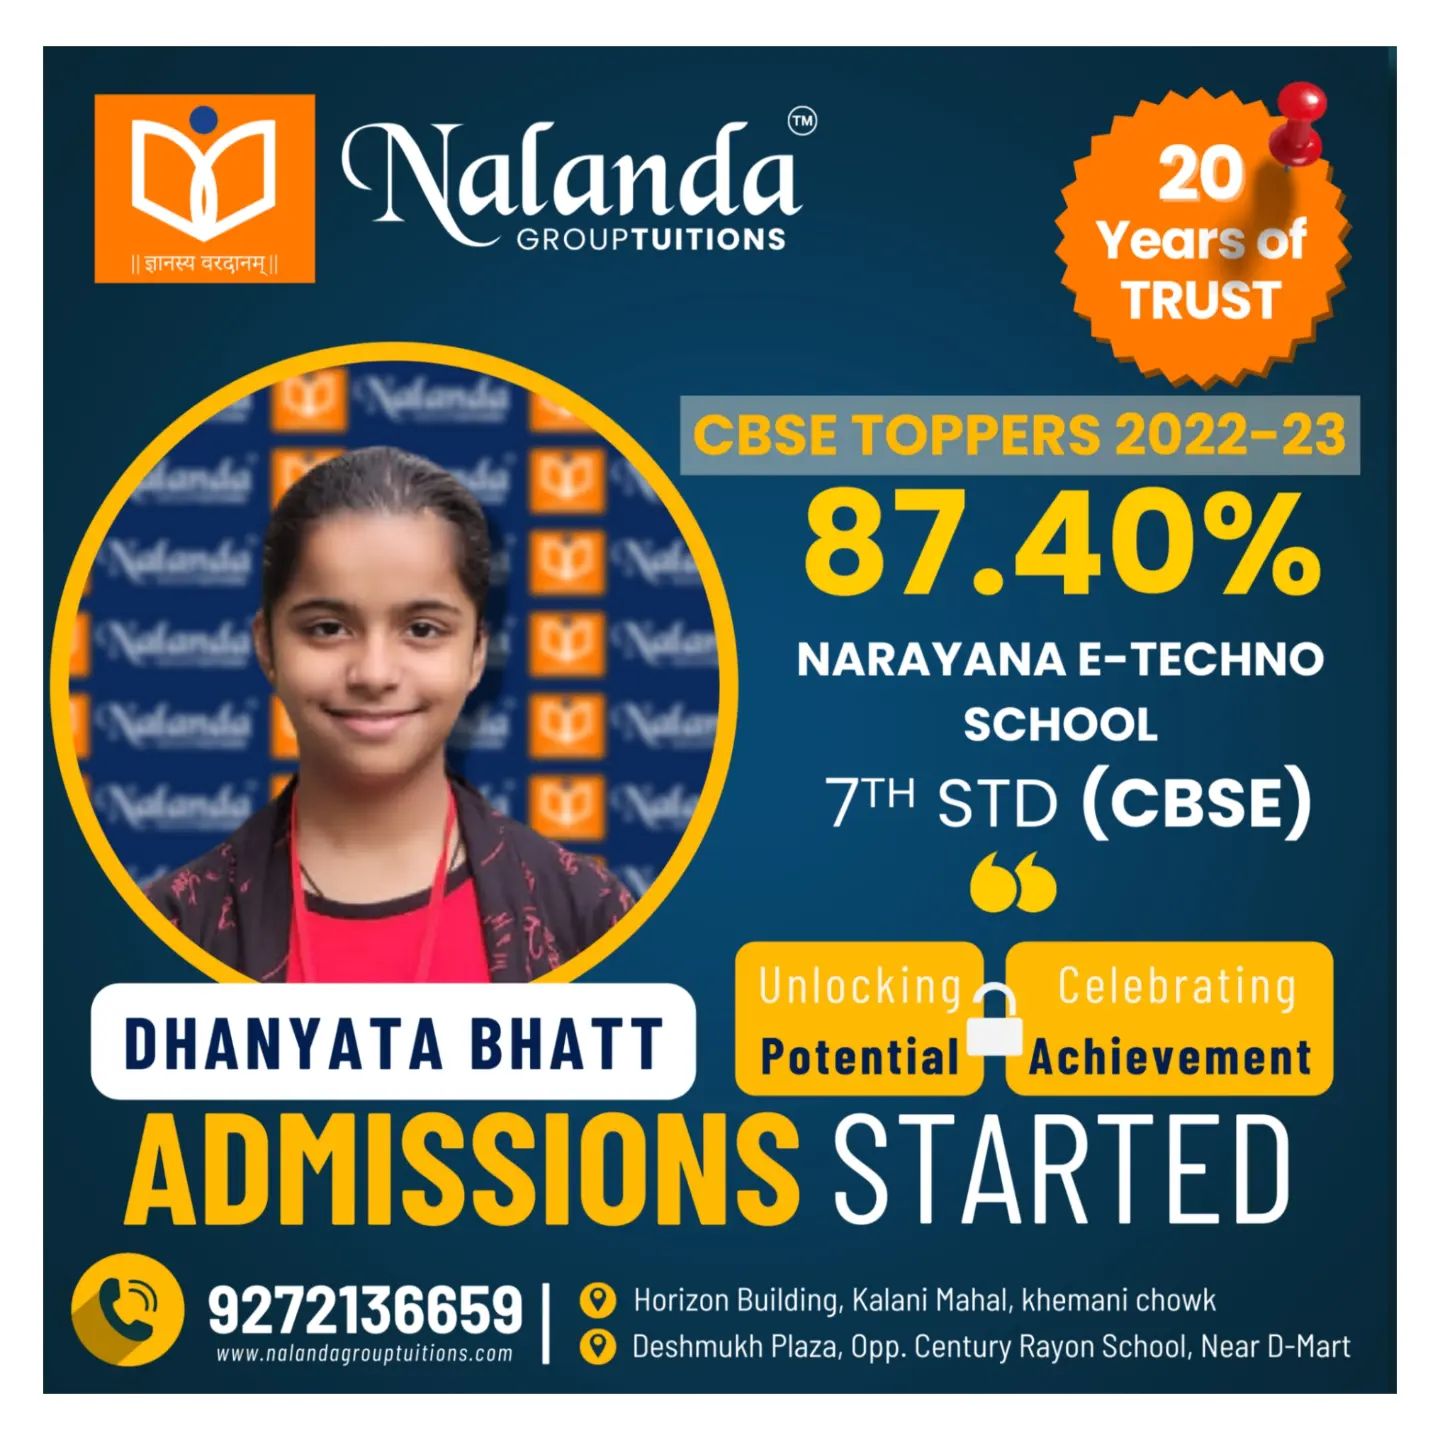 Nalanda™
GROUPTUITIONS
|| ज्ञानस्य वरदानम् ||
20
Years of
TRUST
CBSE TOPPERS 2022-23
87.40%
NARAYANA E-TECHNO
SCHOOL
7TH STD (CBSE)
Unlocking
Potential
Celebrating
Achievement
DHANYATA BHATT
ADMISSIONS STARTED
9272136659
www.nalandagrouptuitions.com
Horizon Building, Kalani Mahal, khemani chowk
Deshmukh Plaza, Opp. Century Rayon School, Near D-Mart